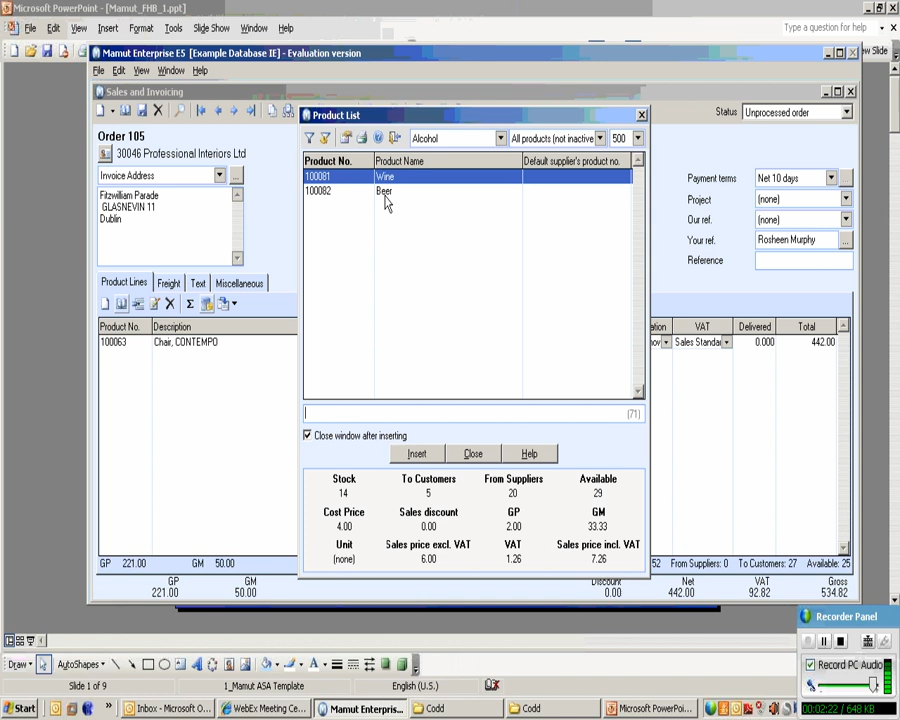 Microsoft PowerPoint - [Mamut_FHB_1.ppt]
File Edit View Insert Format Tools Slide Show Window Help
Type a question for help
Mamut Enterprise E5 [Example Database IE] - Evaluation version
File Edit View Window Help
Sales and Invoicing
Status Unprocessed order
Order 105
30046 Professional Interiors Ltd
Invoice Address
Fitzwilliam Parade
GLASNEVIN 11
Dublin
Payment terms Net 10 days
Project (none)
Our ref. (none)
Your ref. Rosheen Murphy
Reference
Product Lines Freight Text Miscellaneous
Product No. Description VAT Delivered Total
100063 Chair, CONTEMPO Sales Standa 0.000 442.00
Product List
Alcohol All products (not inactive 500
Product No. Product Name Default supplier's product no.
100081 Wine
100082 Beer
(71)
Close window after inserting
Insert Close Help
Stock To Customers From Suppliers Available
14 5 20 29
Cost Price Sales discount GP GM
4.00 0.00 2.00 33.33
Unit Sales price excl. VAT VAT Sales price incl. VAT
(none) 6.00 1.26 7.26
GP 221.00 GM 50.00 52 From Suppliers: 0 To Customers: 27 Available: 25
GP GM Discount Net VAT Gross
221.00 50.00 0.00 442.00 92.82 534.82
Recorder Panel
Record PC Audio
00:02:22 / 648 KB
Draw AutoShapes
Slide 1 of 9 1_Mamut ASA Template English (U.S.)
Start Inbox - Microsoft O... WebEx Meeting Ce... Mamut Enterpris... Codd Codd Microsoft PowerPoi...